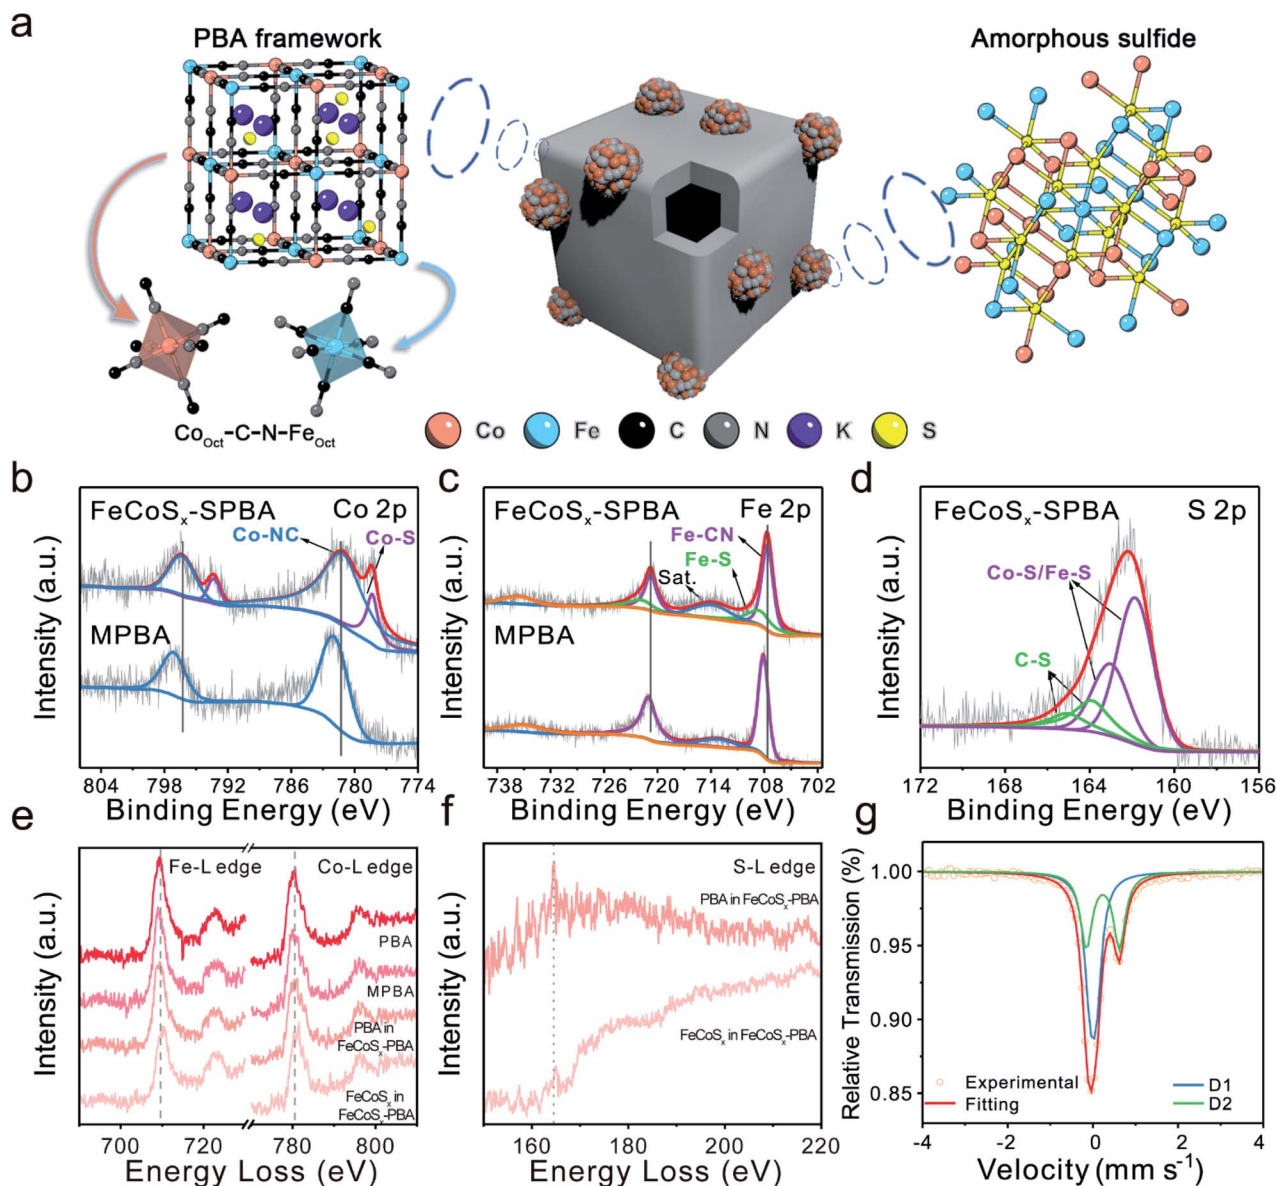 a
PBA framework
Amorphous sulfide
Co_Oct-C-N-Fe_Oct
Co Fe C N K S
b
FeCoSₓ-SPBA Co 2p
Co-NC
Co-S
MPBA
Intensity (a.u.)
804 798 792 786 780 774
Binding Energy (eV)
c
FeCoSₓ-SPBA Fe 2p
Fe-CN
Fe-S
Sat.
MPBA
Intensity (a.u.)
738 732 726 720 714 708 702
Binding Energy (eV)
d
FeCoSₓ-SPBA S 2p
Co-S/Fe-S
C-S
Intensity (a.u.)
172 168 164 160 156
Binding Energy (eV)
e
Fe-L edge Co-L edge
PBA
MPBA
PBA in
FeCoSₓ-PBA
FeCoSₓ in
FeCoSₓ-PBA
Intensity (a.u.)
700 720 780 800
Energy Loss (eV)
f
S-L edge
PBA in FeCoSₓ-PBA
FeCoSₓ in FeCoSₓ-PBA
Intensity (a.u.)
160 180 200 220
Energy Loss (eV)
g
1.00
0.95
0.90
0.85
Relative Transmission (%)
Experimental
Fitting
D1
D2
-4 -2 0 2 4
Velocity (mm s⁻¹)